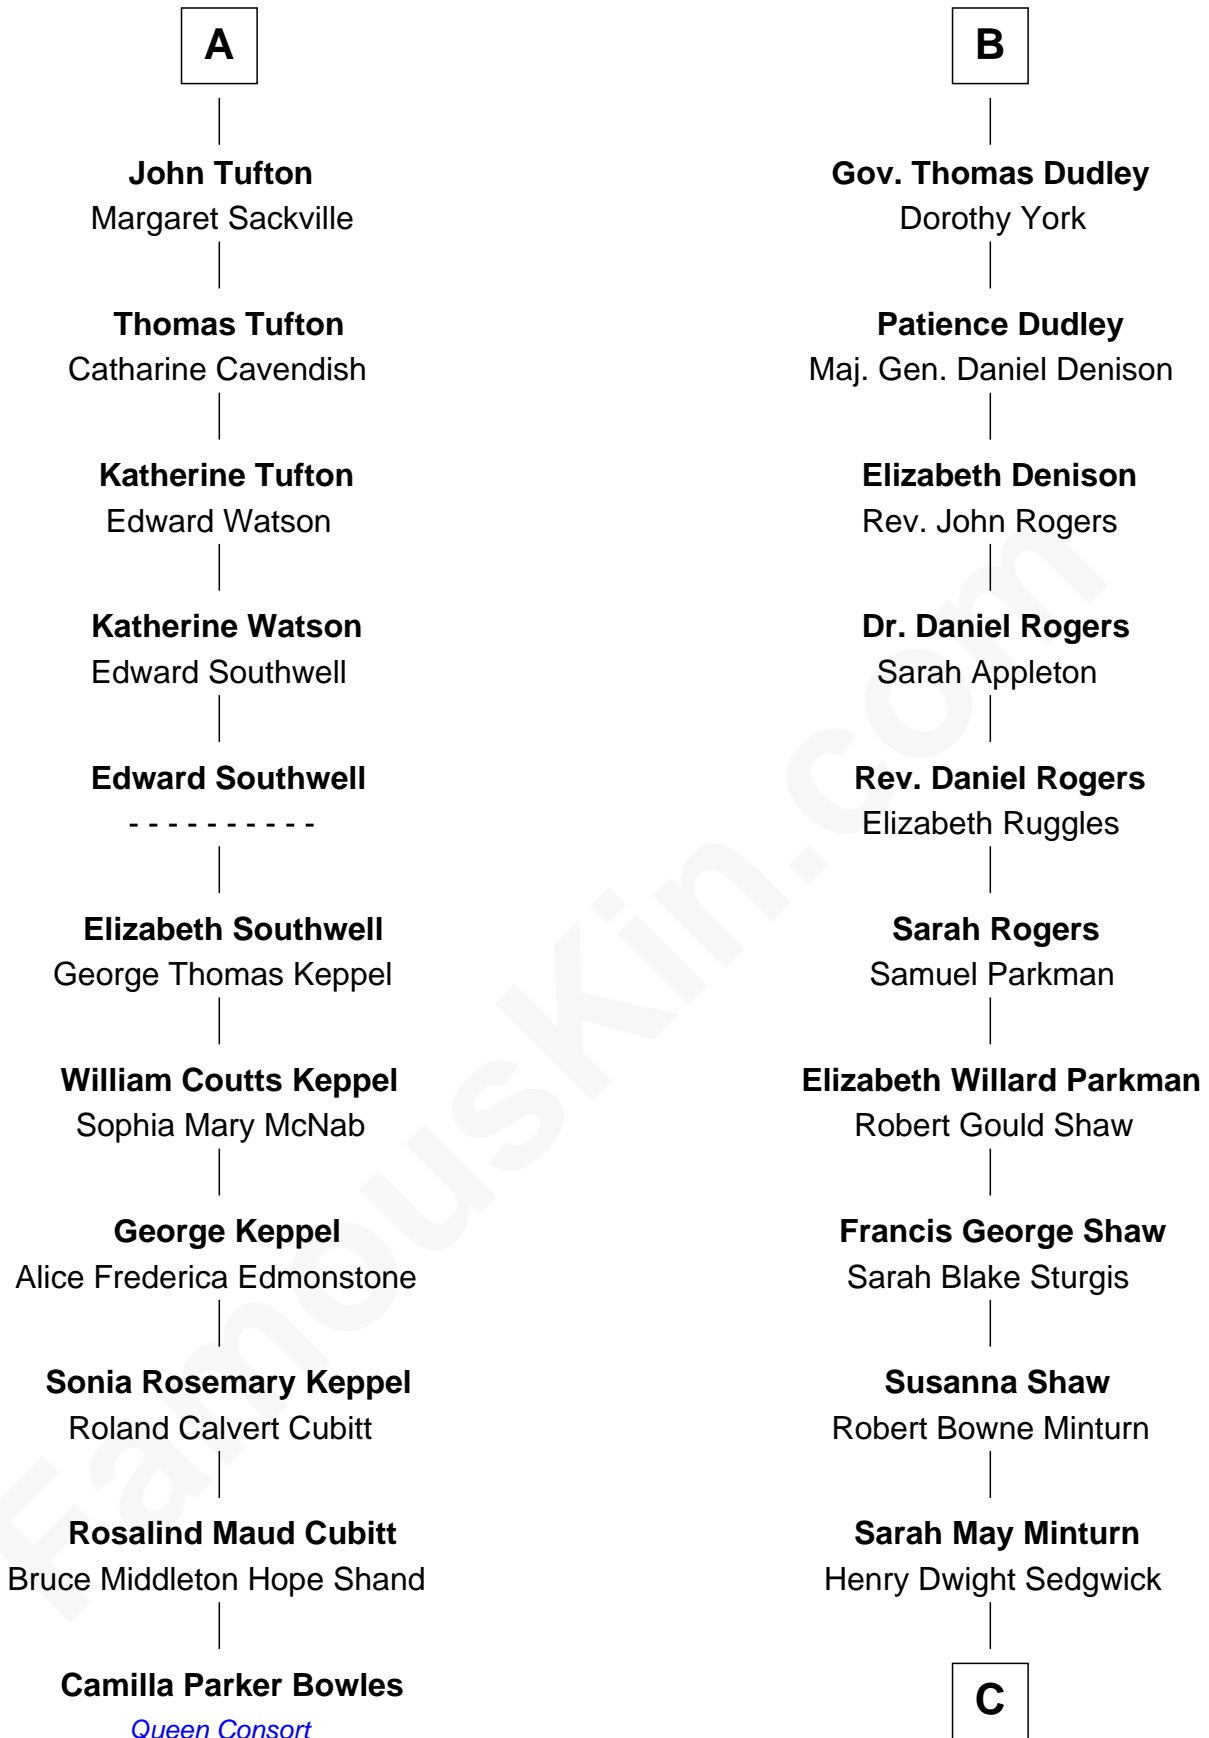 A
John Tufton
Margaret Sackville
Thomas Tufton
Catharine Cavendish
Katherine Tufton
Edward Watson
Katherine Watson
Edward Southwell
Edward Southwell
- - - - - - - - - -
Elizabeth Southwell
George Thomas Keppel
William Coutts Keppel
Sophia Mary McNab
George Keppel
Alice Frederica Edmonstone
Sonia Rosemary Keppel
Roland Calvert Cubitt
Rosalind Maud Cubitt
Bruce Middleton Hope Shand
Camilla Parker Bowles
Queen Consort
B
Gov. Thomas Dudley
Dorothy York
Patience Dudley
Maj. Gen. Daniel Denison
Elizabeth Denison
Rev. John Rogers
Dr. Daniel Rogers
Sarah Appleton
Rev. Daniel Rogers
Elizabeth Ruggles
Sarah Rogers
Samuel Parkman
Elizabeth Willard Parkman
Robert Gould Shaw
Francis George Shaw
Sarah Blake Sturgis
Susanna Shaw
Robert Bowne Minturn
Sarah May Minturn
Henry Dwight Sedgwick
C
FamousKin.com